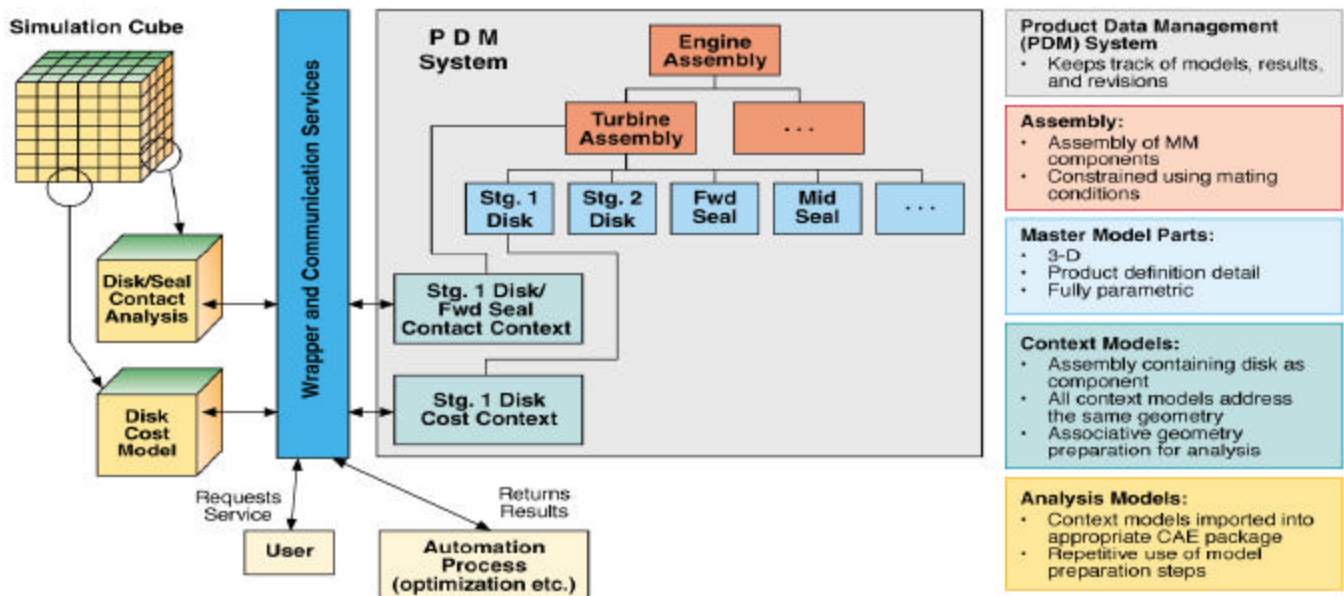 Simulation Cube
Disk/Seal
Contact
Analysis
Disk
Cost
Model
Wrapper and Communication Services
Requests
Service
User
Returns
Results
Automation
Process
(optimization etc.)
P D M
System
Engine
Assembly
Turbine
Assembly
. . .
Stg. 1
Disk
Stg. 2
Disk
Fwd
Seal
Mid
Seal
. . .
Stg. 1 Disk/
Fwd Seal
Contact Context
Stg. 1 Disk
Cost Context
Product Data Management
(PDM) System
• Keeps track of models, results,
and revisions
Assembly:
• Assembly of MM
components
• Constrained using mating
conditions
Master Model Parts:
• 3-D
• Product definition detail
• Fully parametric
Context Models:
• Assembly containing disk as
component
• All context models address
the same geometry
• Associative geometry
preparation for analysis
Analysis Models:
• Context models imported into
appropriate CAE package
• Repetitive use of model
preparation steps